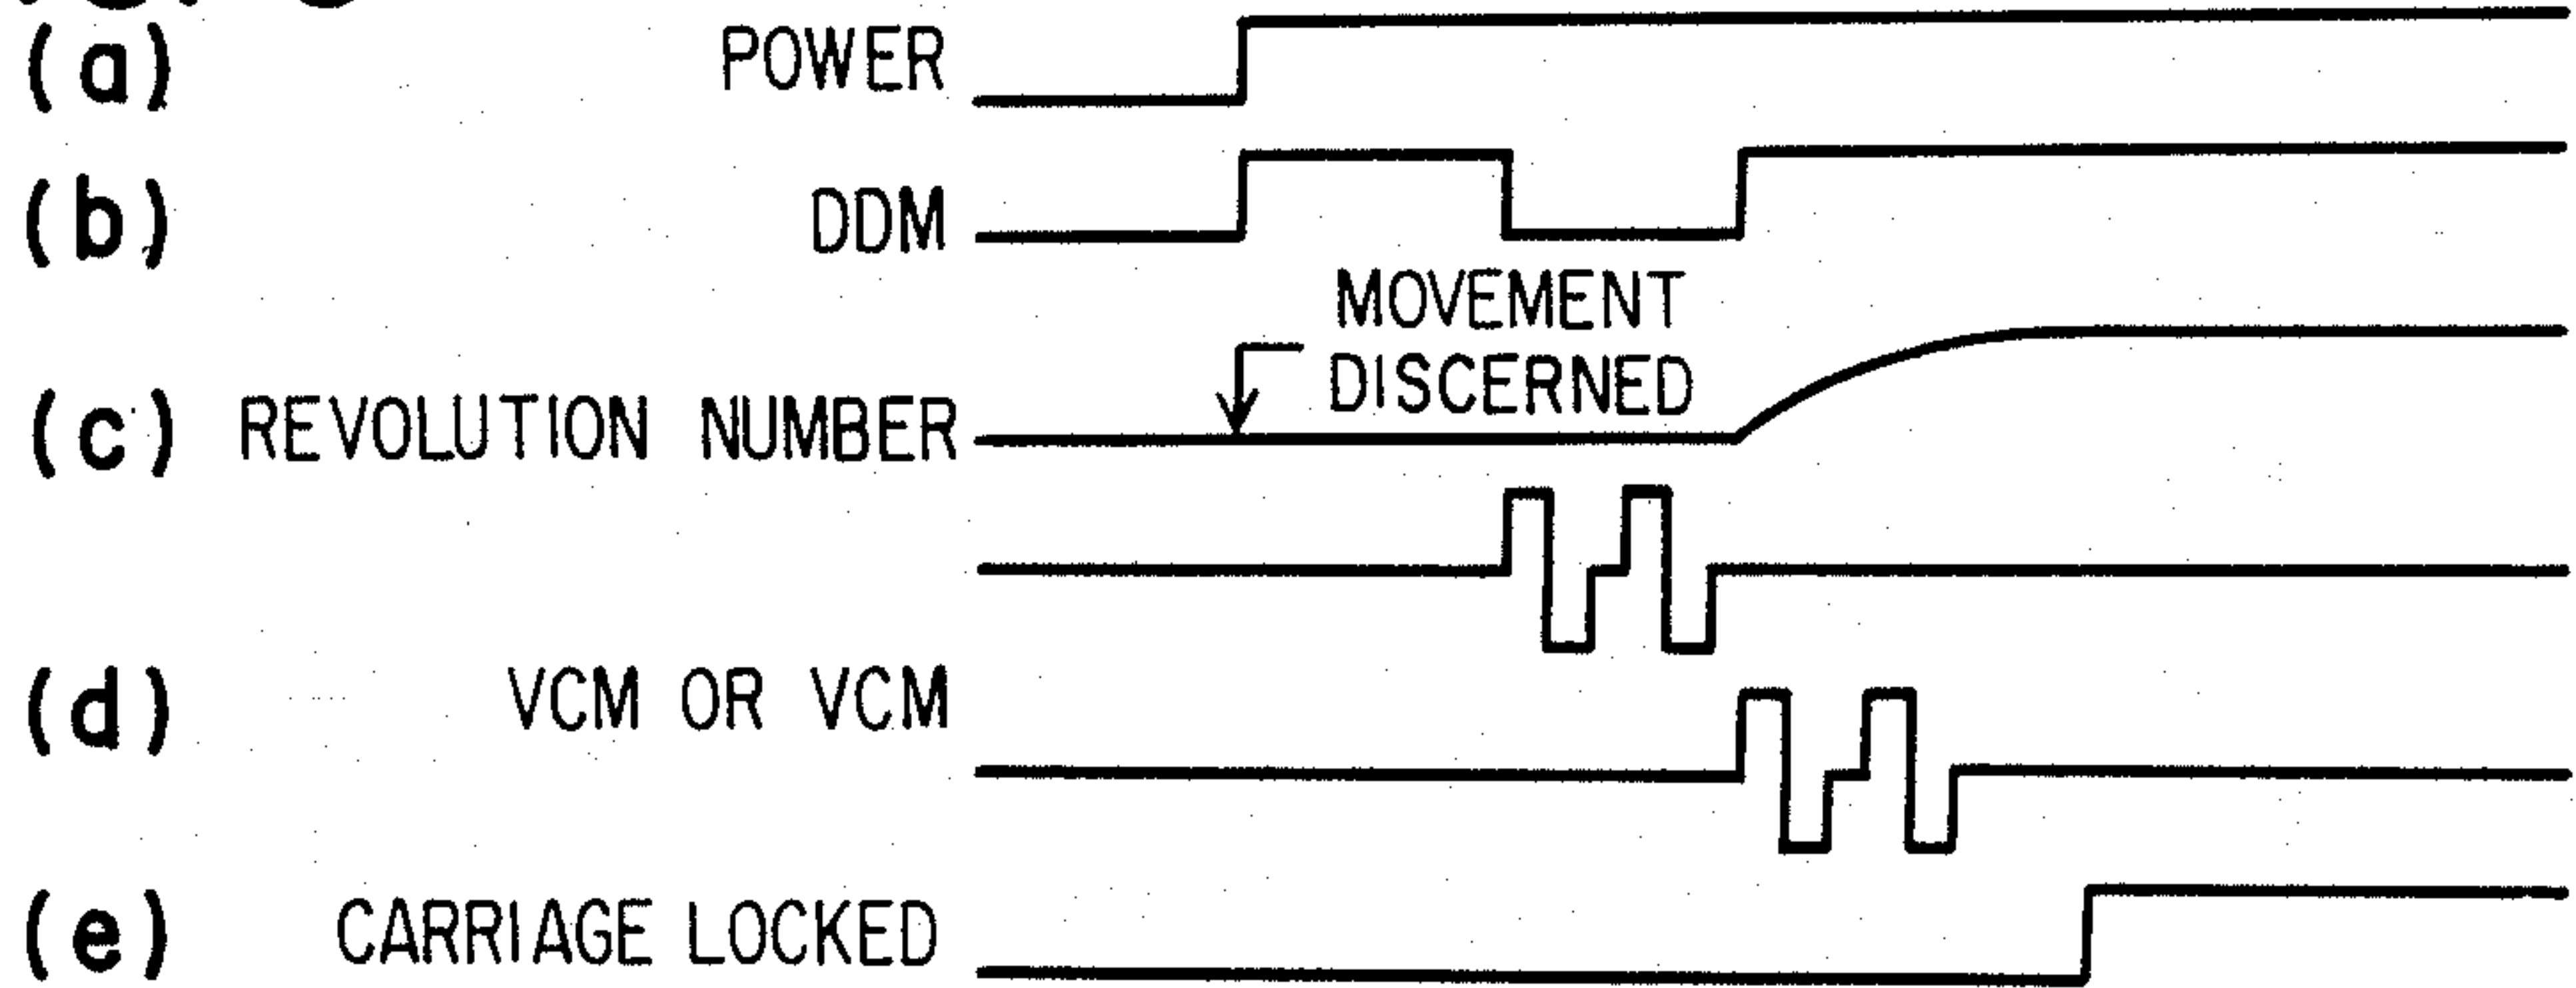 (a) POWER
(b) DDM
MOVEMENT
DISCERNED
(c) REVOLUTION NUMBER
(d) VCM OR VCM
(e) CARRIAGE LOCKED